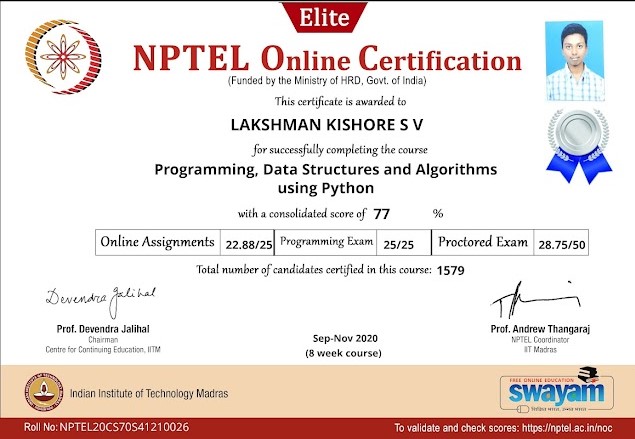 Elite
NPTEL Online Certification
(Funded by the Ministry of HRD, Govt. of India)
This certificate is awarded to
LAKSHMAN KISHORE S V
for successfully completing the course
Programming, Data Structures and Algorithms
using Python
with a consolidated score of 77 %
Online Assignments 22.88/25 Programming Exam 25/25 Proctored Exam 28.75/50
Total number of candidates certified in this course: 1579
Devendra Jalihal
Prof. Devendra Jalihal
Chairman
Centre for Continuing Education, IITM
Sep-Nov 2020
(8 week course)
Prof. Andrew Thangaraj
NPTEL Coordinator
IIT Madras
Indian Institute of Technology Madras
FREE ONLINE EDUCATION
swayam
शिक्षित भारत, उन्नत भारत
Roll No: NPTEL20CS70S41210026
To validate and check scores: https://nptel.ac.in/noc